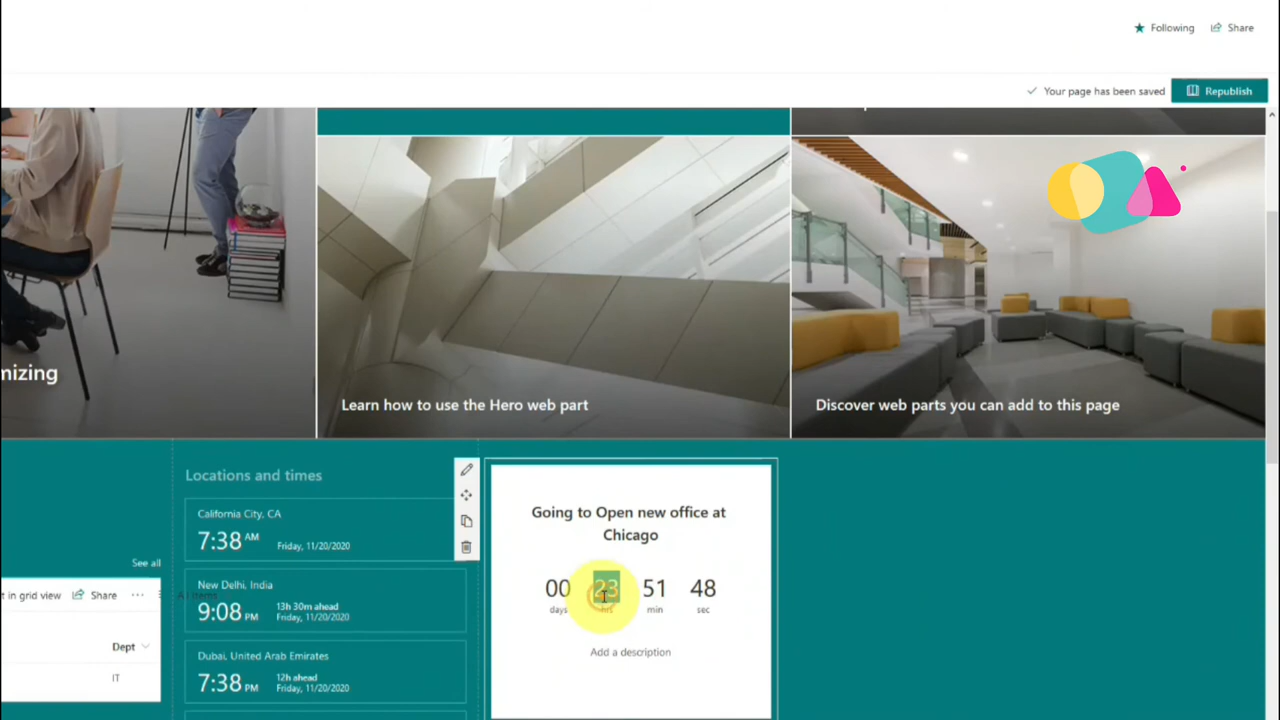 Following Share
Your page has been saved Republish
nizing
Learn how to use the Hero web part
Discover web parts you can add to this page
Locations and times
California City, CA
7:38 AM Friday, 11/20/2020
New Delhi, India
9:08 PM 13h 30m ahead
Friday, 11/20/2020
Dubai, United Arab Emirates
7:38 PM 12h ahead
Friday, 11/20/2020
See all
t in grid view Share ··· All Items
Dept
IT
Going to Open new office at
Chicago
00 23 51 48
days hrs min sec
Add a description